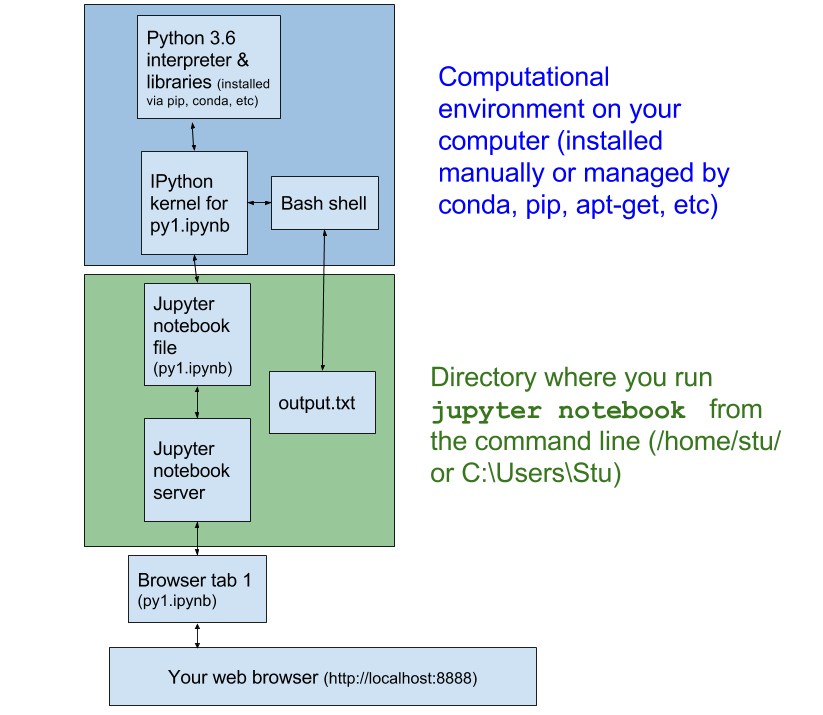 Python 3.6
interpreter &
libraries (installed
via pip, conda, etc)
Computational
environment on your
computer (installed
manually or managed by
conda, pip, apt-get, etc)
IPython
kernel for
py1.ipynb
Bash shell
Jupyter
notebook
file
(py1.ipynb)
output.txt
Directory where you run
jupyter notebook from
the command line (/home/stu/
or C:\Users\Stu)
Jupyter
notebook
server
Browser tab 1
(py1.ipynb)
Your web browser (http://localhost:8888)